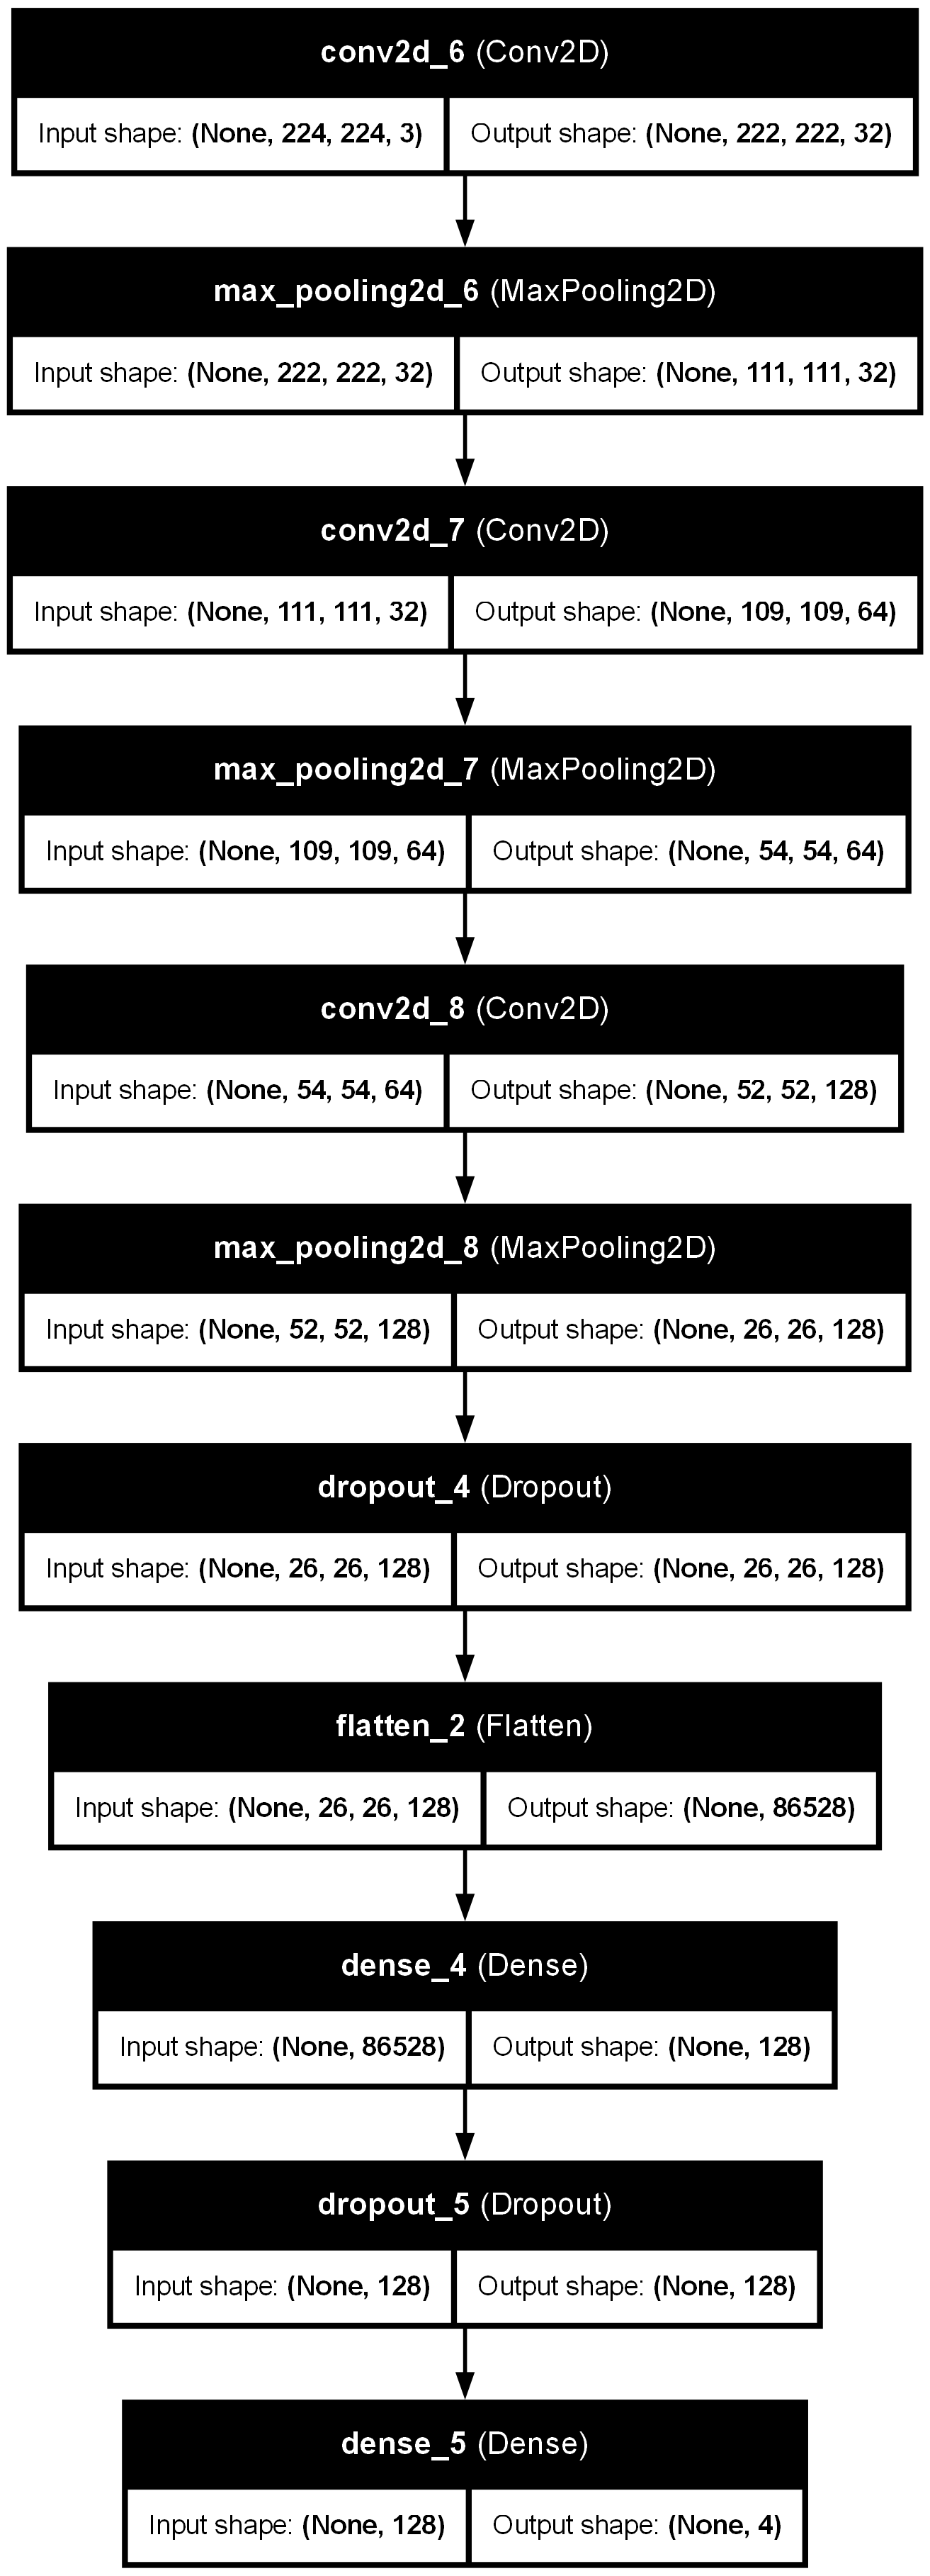 conv2d_6 (Conv2D)
Input shape: (None, 224, 224, 3) Output shape: (None, 222, 222, 32)
max_pooling2d_6 (MaxPooling2D)
Input shape: (None, 222, 222, 32) Output shape: (None, 111, 111, 32)
conv2d_7 (Conv2D)
Input shape: (None, 111, 111, 32) Output shape: (None, 109, 109, 64)
max_pooling2d_7 (MaxPooling2D)
Input shape: (None, 109, 109, 64) Output shape: (None, 54, 54, 64)
conv2d_8 (Conv2D)
Input shape: (None, 54, 54, 64) Output shape: (None, 52, 52, 128)
max_pooling2d_8 (MaxPooling2D)
Input shape: (None, 52, 52, 128) Output shape: (None, 26, 26, 128)
dropout_4 (Dropout)
Input shape: (None, 26, 26, 128) Output shape: (None, 26, 26, 128)
flatten_2 (Flatten)
Input shape: (None, 26, 26, 128) Output shape: (None, 86528)
dense_4 (Dense)
Input shape: (None, 86528) Output shape: (None, 128)
dropout_5 (Dropout)
Input shape: (None, 128) Output shape: (None, 128)
dense_5 (Dense)
Input shape: (None, 128) Output shape: (None, 4)